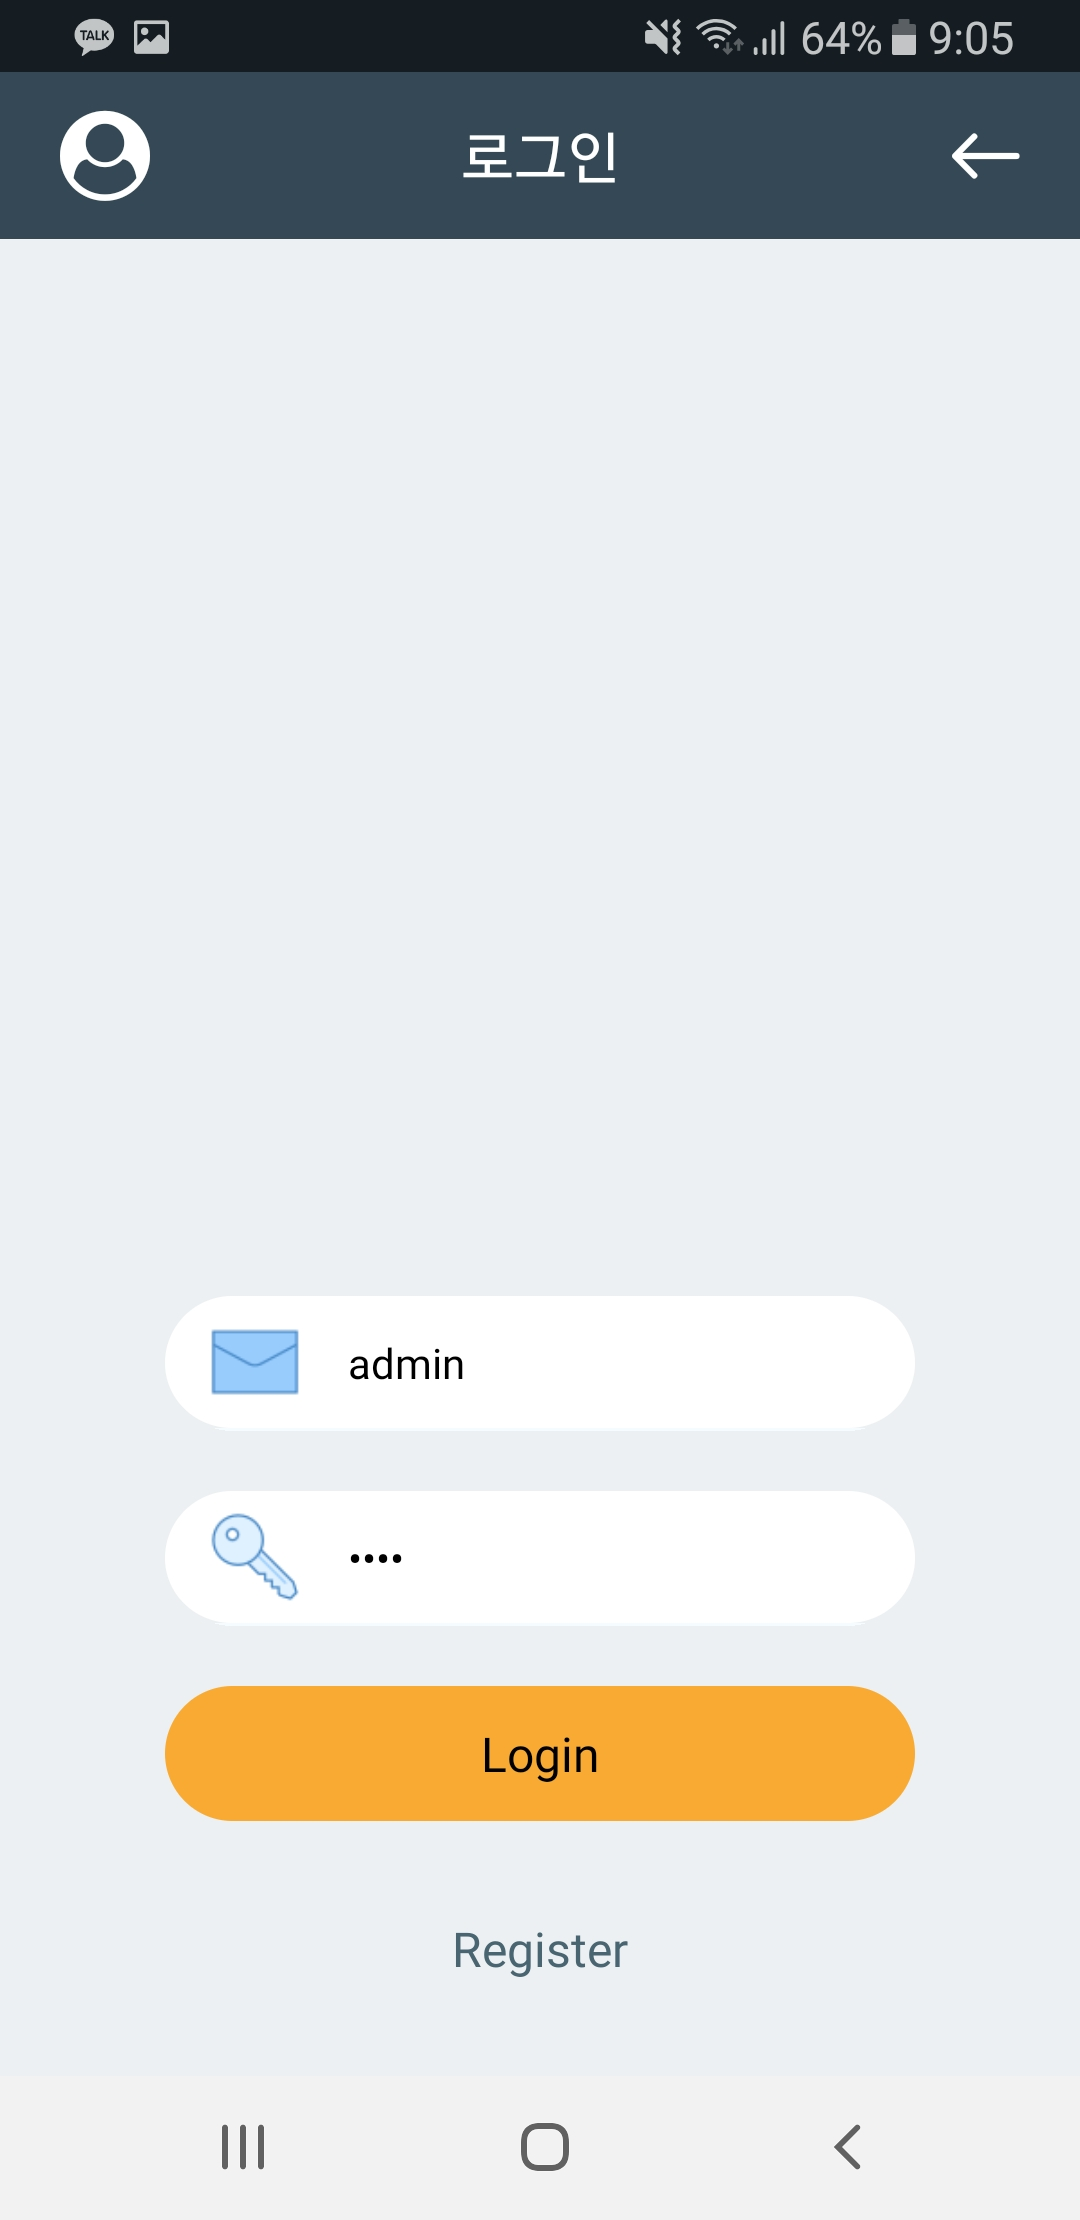 TALK
64% 9:05
로그인
admin
••••
Login
Register